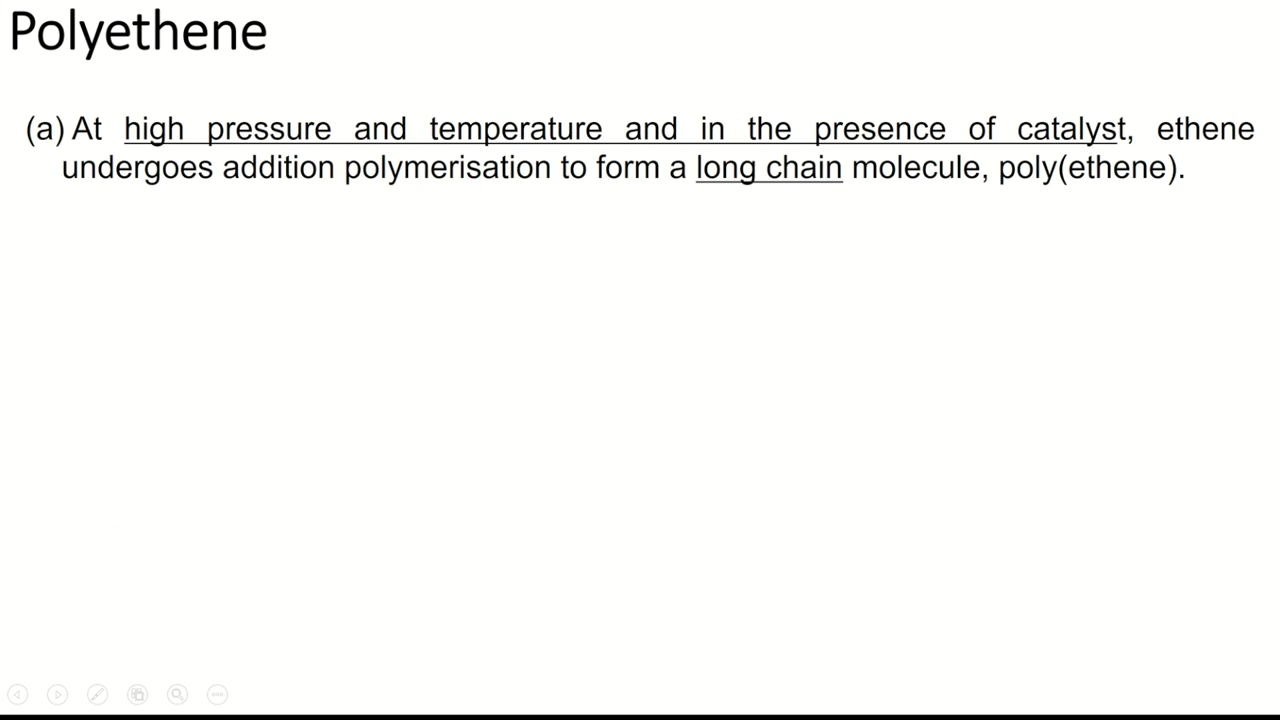 Polyethene
(a) At high pressure and temperature and in the presence of catalyst, ethene
undergoes addition polymerisation to form a long chain molecule, poly(ethene).